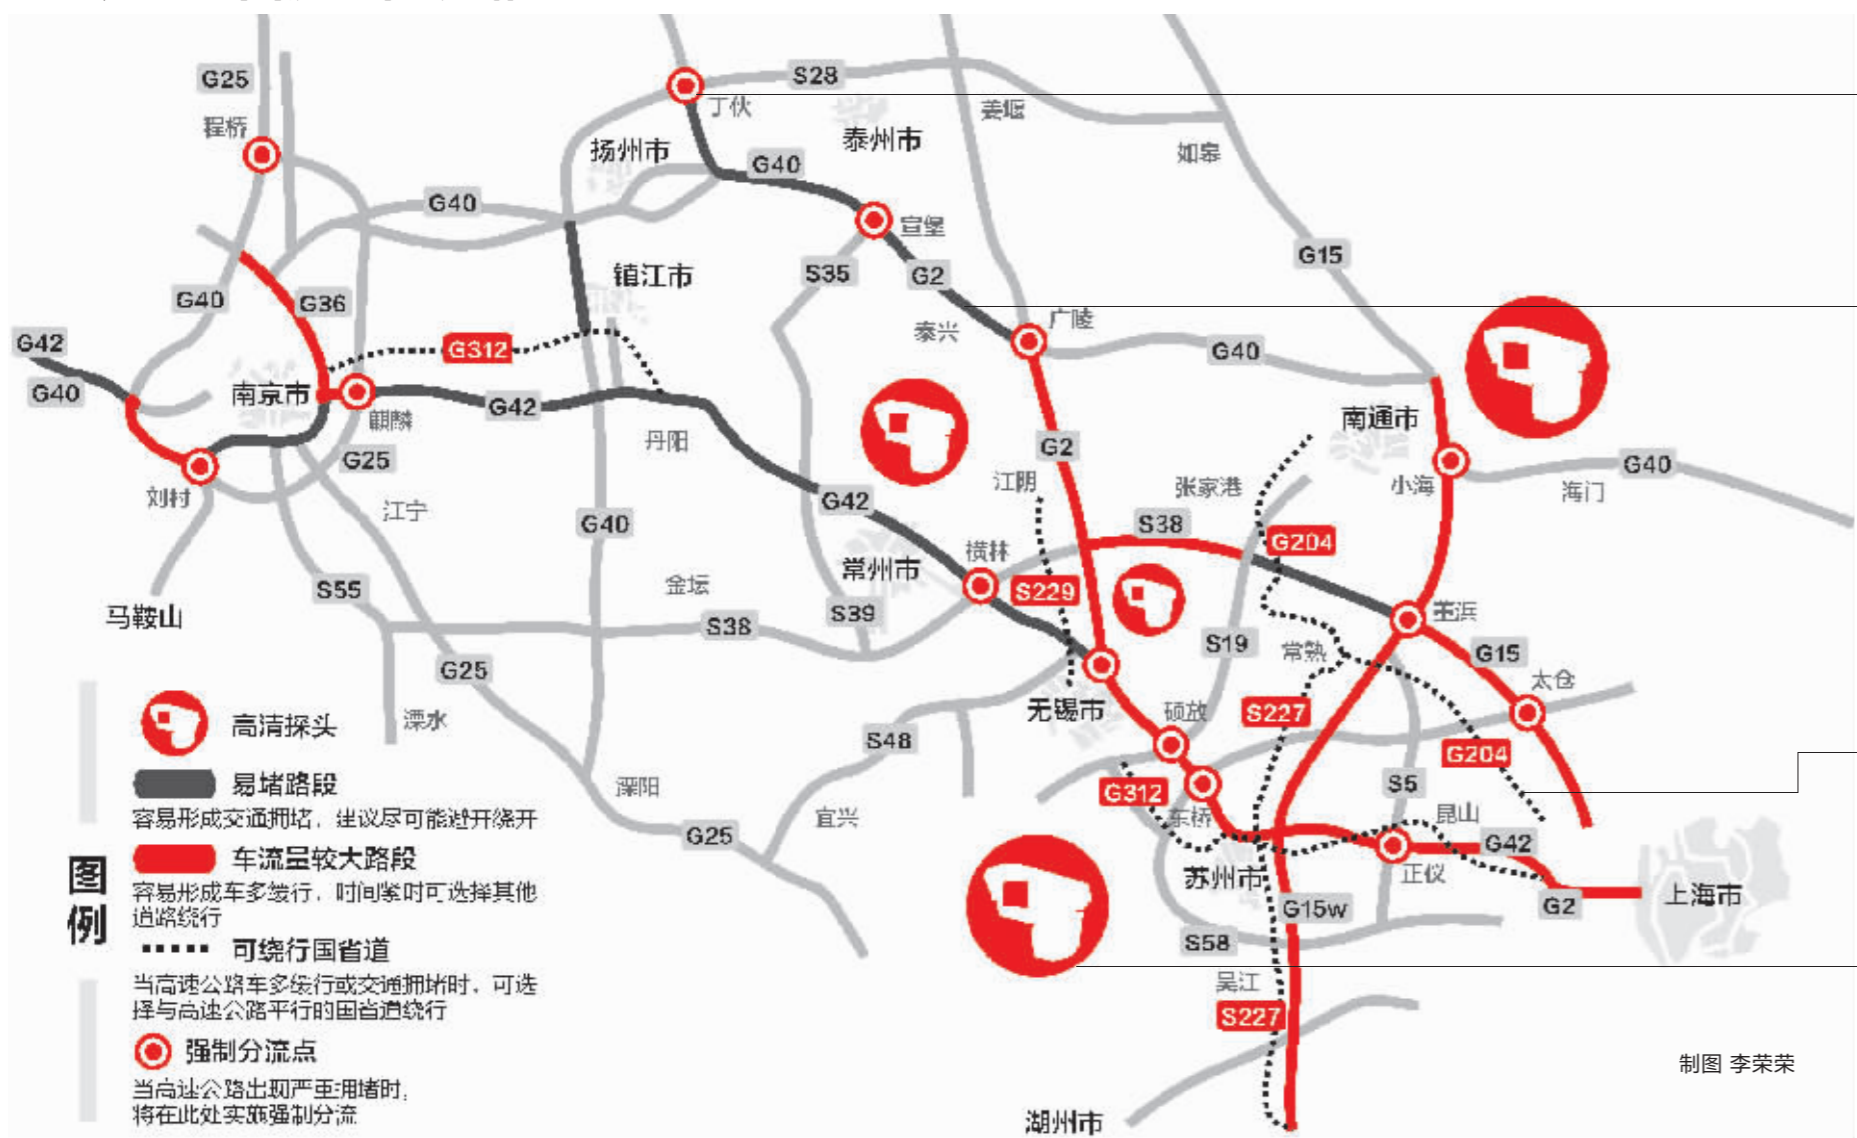 G25
S28
丁伙
姜堰
程桥
泰州市
扬州市
如皋
G40
G40
宣堡
G15
镇江市
S35
G2
G40
G36
广陵
泰兴
G42
G312
G40
G40
南京市
G42
麒麟
南通市
丹阳
G2
G25
江阴
张家港
小海
G40
海门
刘村
江宁
G42
G40
S38
G204
横林
常州市
金坛
S55
S229
马鞍山
S39
董浜
S38
S19
常熟
G15
G25
太仓
无锡市
硕放
S227
溧水
S48
G204
溧阳
G312
S5
东桥
昆山
宜兴
G25
G42
苏州市
正仪
上海市
G15w
G2
S58
吴江
S227
湖州市
图例
高清探头
易堵路段
容易形成交通拥堵，建议尽可能避开绕开
车流量较大路段
容易形成车多缓行，时间紧时可选择其他
道路绕行
可绕行国省道
当高速公路车多缓行或交通拥堵时，可选
择与高速公路平行的国省道绕行
强制分流点
当高速公路出现严重拥堵时，
将在此处实施强制分流
制图 李荣荣